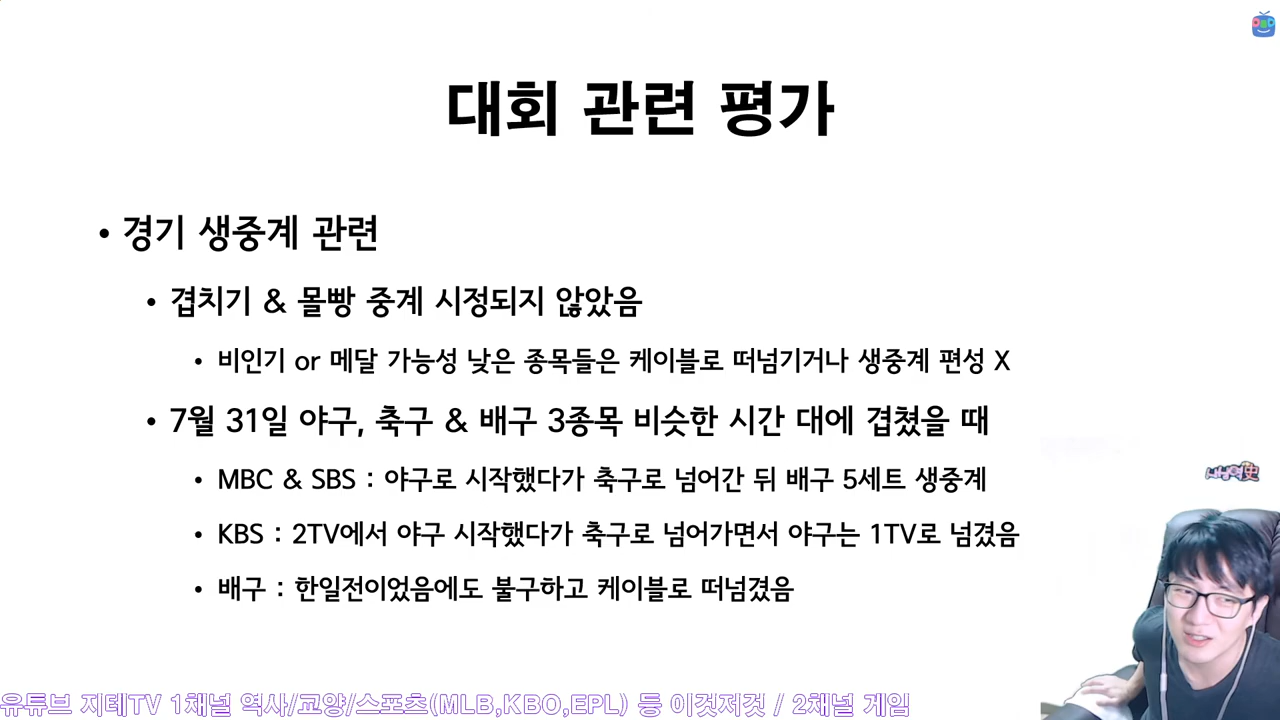 대회 관련 평가
• 경기 생중계 관련
• 겹치기 & 몰빵 중계 시정되지 않았음
• 비인기 or 메달 가능성 낮은 종목들은 케이블로 떠넘기거나 생중계 편성 X
• 7월 31일 야구, 축구 & 배구 3종목 비슷한 시간 대에 겹쳤을 때
• MBC & SBS : 야구로 시작했다가 축구로 넘어간 뒤 배구 5세트 생중계
• KBS : 2TV에서 야구 시작했다가 축구로 넘어가면서 야구는 1TV로 넘겼음
• 배구 : 한일전이었음에도 불구하고 케이블로 떠넘겼음
유튜브 지테TV 1채널 역사/교양/스포츠(MLB,KBO,EPL) 등 이것저것 / 2채널 게임